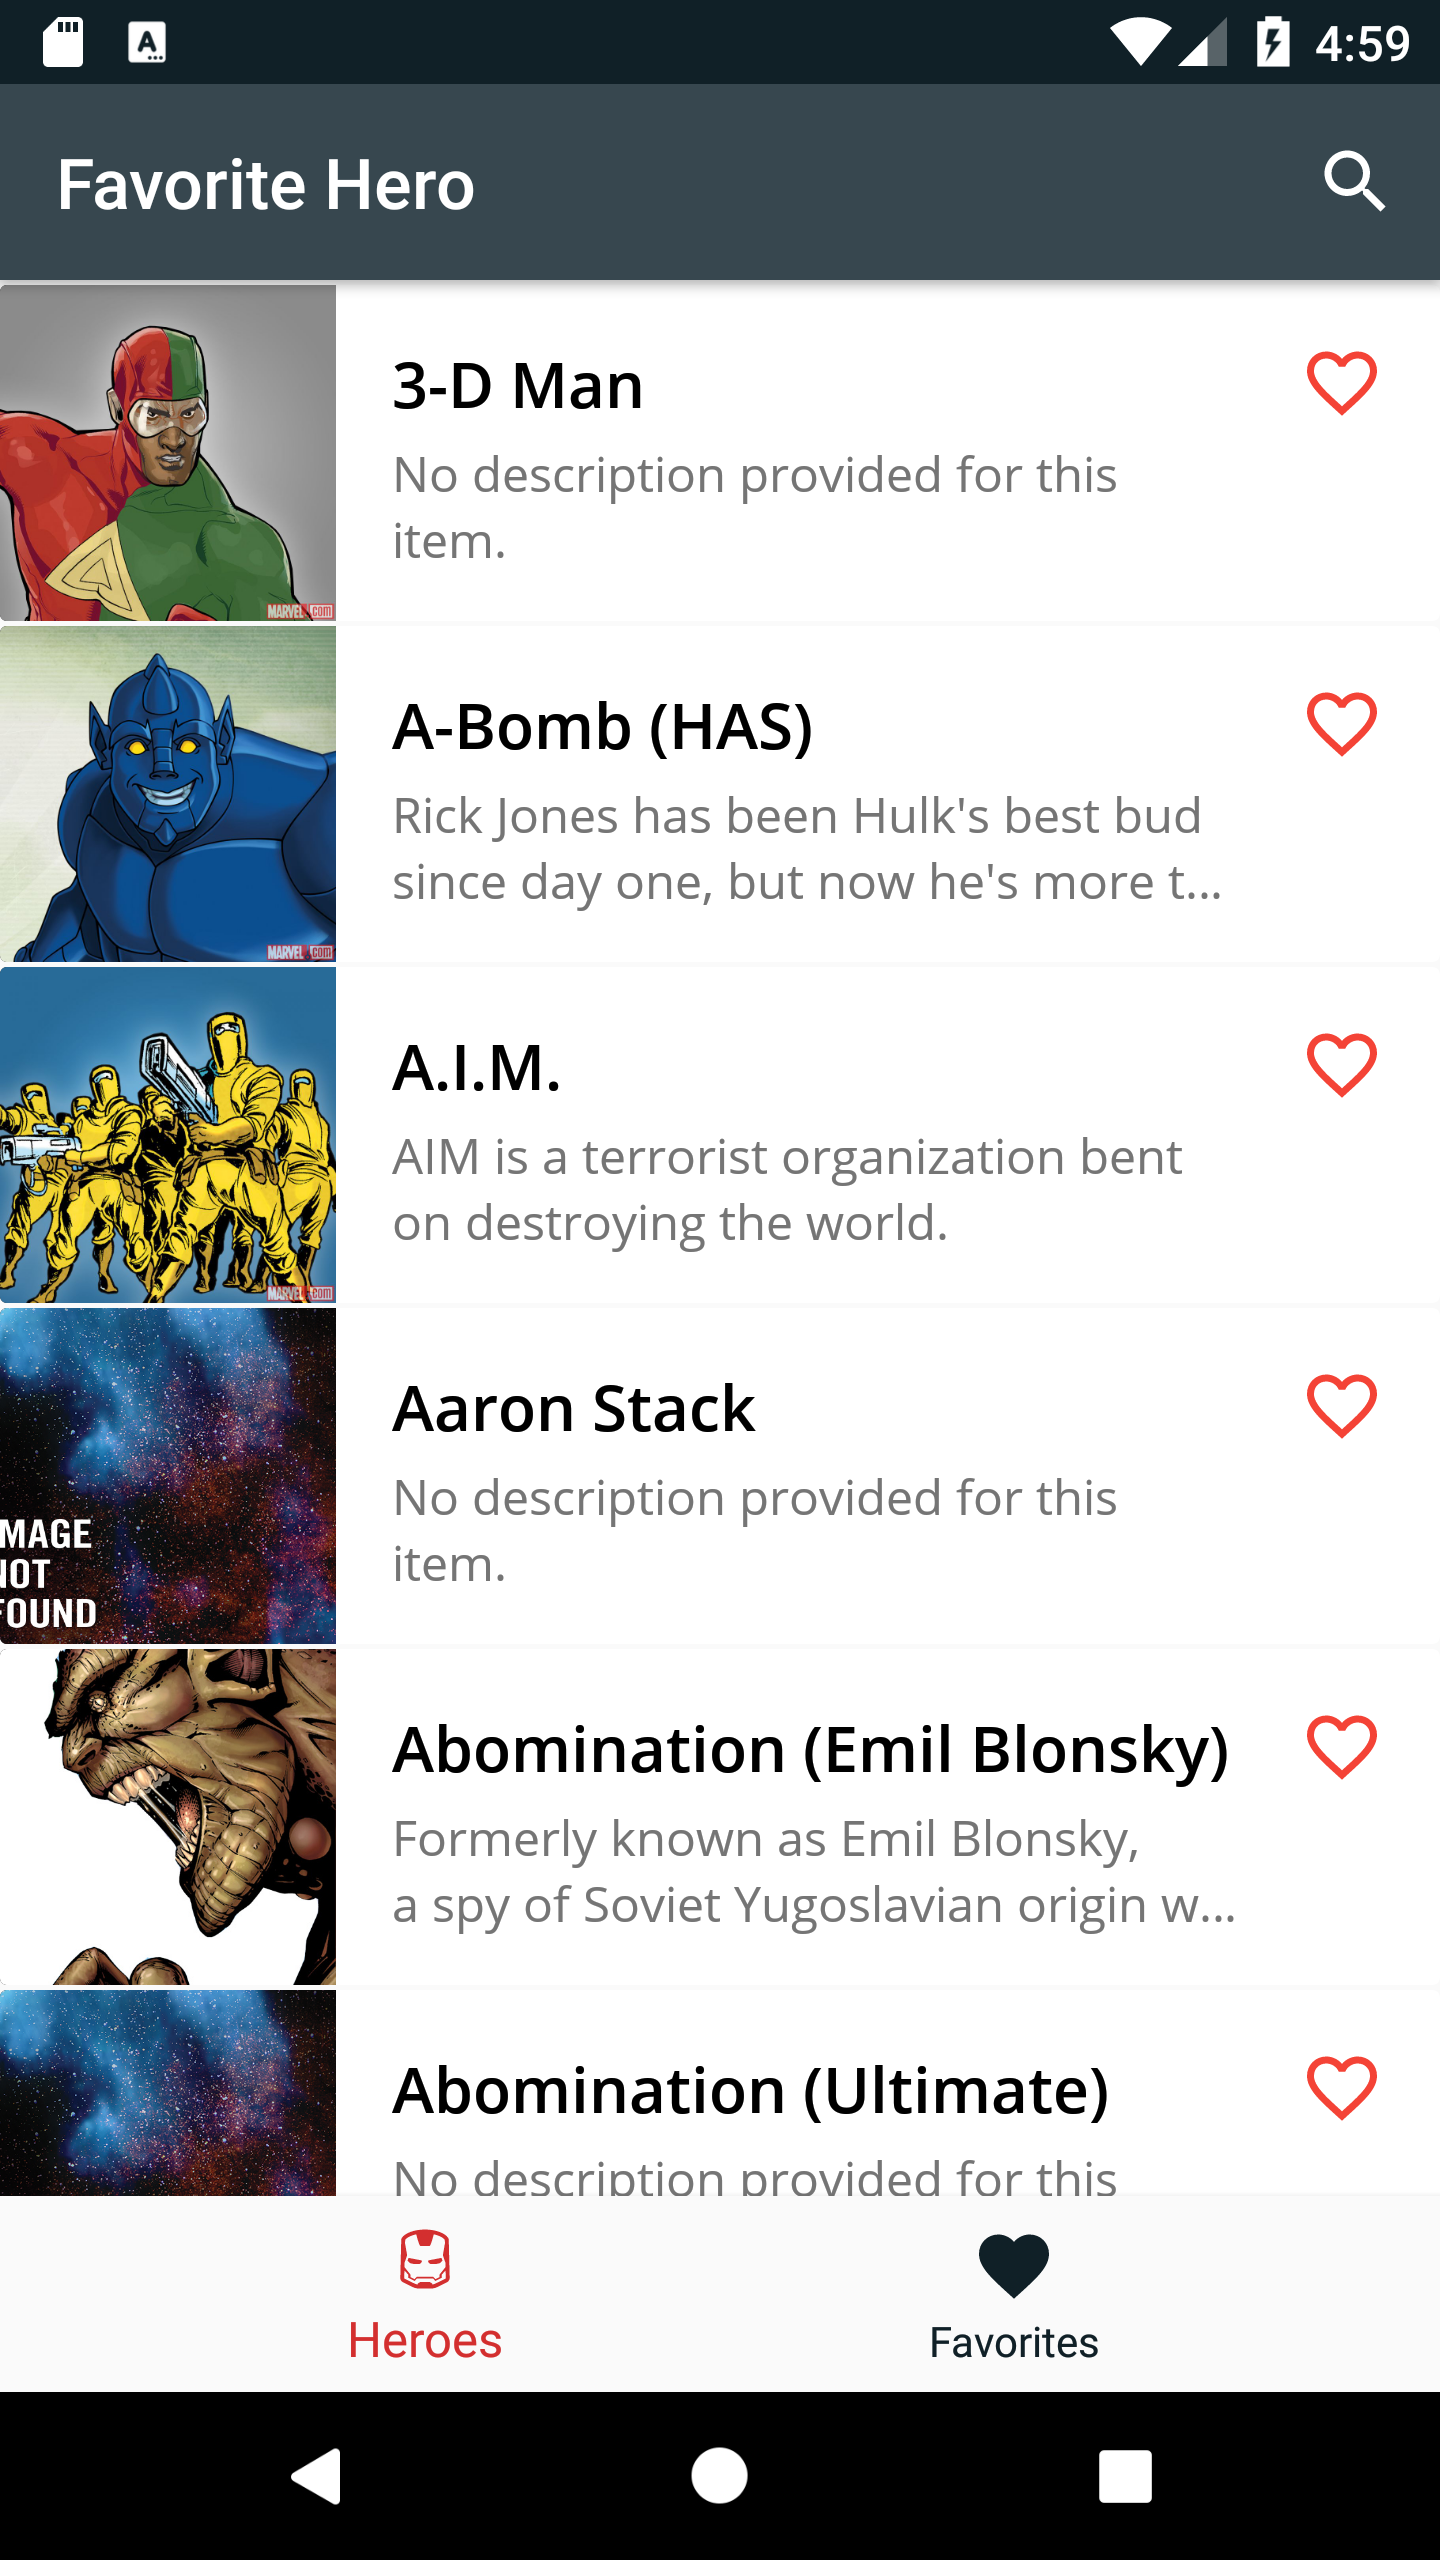 4:59
Favorite Hero
3-D Man
No description provided for this
item.
MARVEL.com
A-Bomb (HAS)
Rick Jones has been Hulk's best bud
since day one, but now he's more t...
MARVEL.com
A.I.M.
AIM is a terrorist organization bent
on destroying the world.
MARVEL.com
Aaron Stack
No description provided for this
item.
MAGE
NOT
FOUND
Abomination (Emil Blonsky)
Formerly known as Emil Blonsky,
a spy of Soviet Yugoslavian origin w...
Abomination (Ultimate)
No description provided for this
Heroes
Favorites